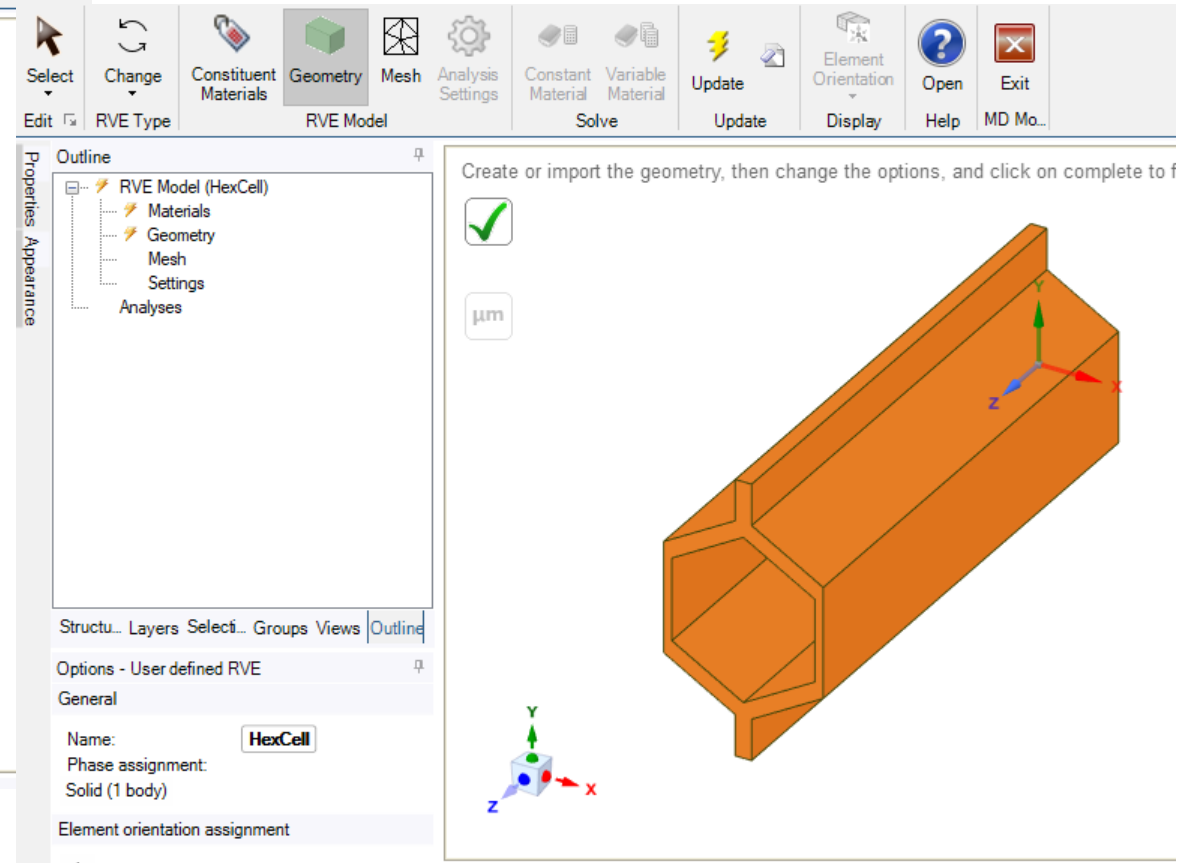 Select
Change
Constituent
Materials
Geometry
Mesh
Analysis
Settings
Constant
Material
Variable
Material
Update
Element
Orientation
Open
Exit
Edit
RVE Type
RVE Model
Solve
Update
Display
Help
MD Mo...
Properties
Appearance
Outline
RVE Model (HexCell)
Materials
Geometry
Mesh
Settings
Analyses
Structu... Layers Selecti... Groups Views Outline
Options - User defined RVE
General
Name: HexCell
Phase assignment:
Solid (1 body)
Element orientation assignment
Create or import the geometry, then change the options, and click on complete to f
µm
Y
X
Z
Y
X
Z